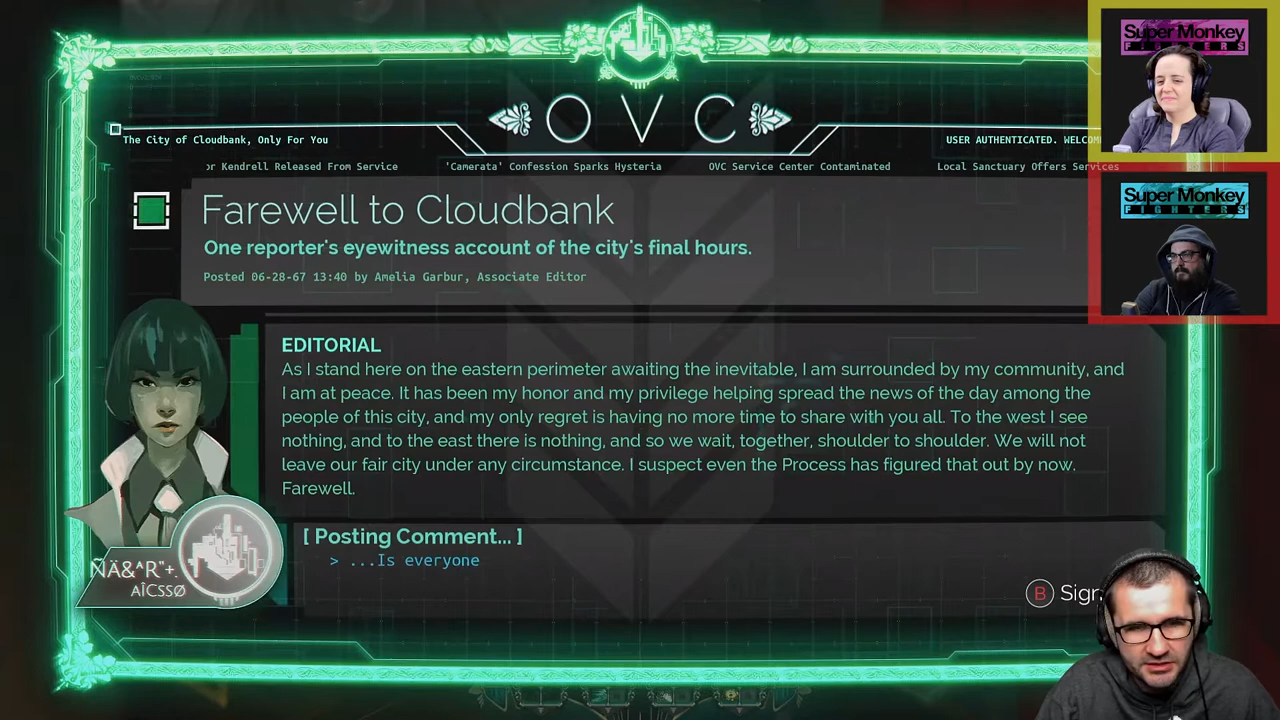 Super Monkey
FIGHTERS
OVC
The City of Cloudbank, Only For You
USER AUTHENTICATED. WELCOM
or Kendrell Released From Service 'Camerata' Confession Sparks Hysteria OVC Service Center Contaminated Local Sanctuary Offers Services
Farewell to Cloudbank
One reporter's eyewitness account of the city's final hours.
Posted 06-28-67 13:40 by Amelia Garbur, Associate Editor
Super Monkey
FIGHTERS
EDITORIAL
As I stand here on the eastern perimeter awaiting the inevitable, I am surrounded by my community, and
I am at peace. It has been my honor and my privilege helping spread the news of the day among the
people of this city, and my only regret is having no more time to share with you all. To the west I see
nothing, and to the east there is nothing, and so we wait, together, shoulder to shoulder. We will not
leave our fair city under any circumstance. I suspect even the Process has figured that out by now.
Farewell.
[ Posting Comment... ]
> ...Is everyone
ÑÄ&^R"+.
AÎCSSØ
B Sign